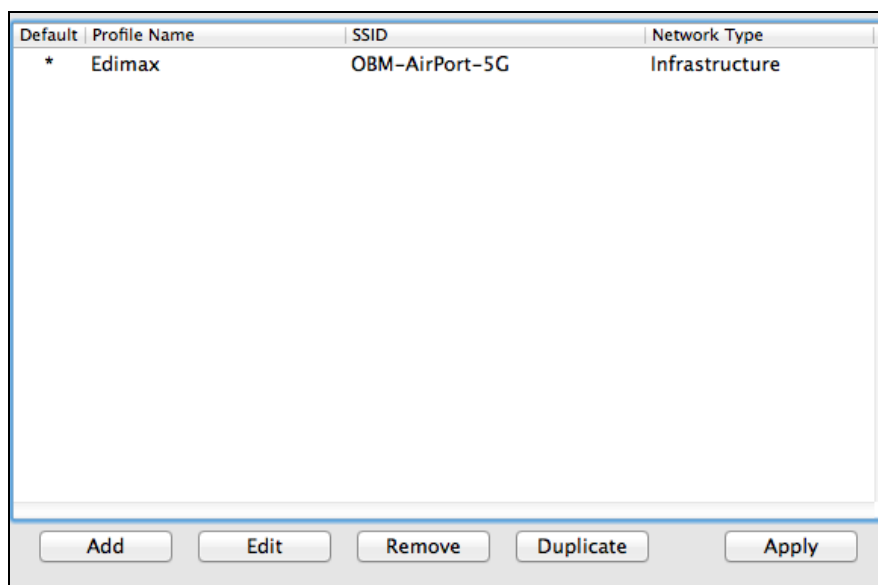 Default Profile Name SSID Network Type
* Edimax OBM-AirPort-5G Infrastructure
Add Edit Remove Duplicate Apply